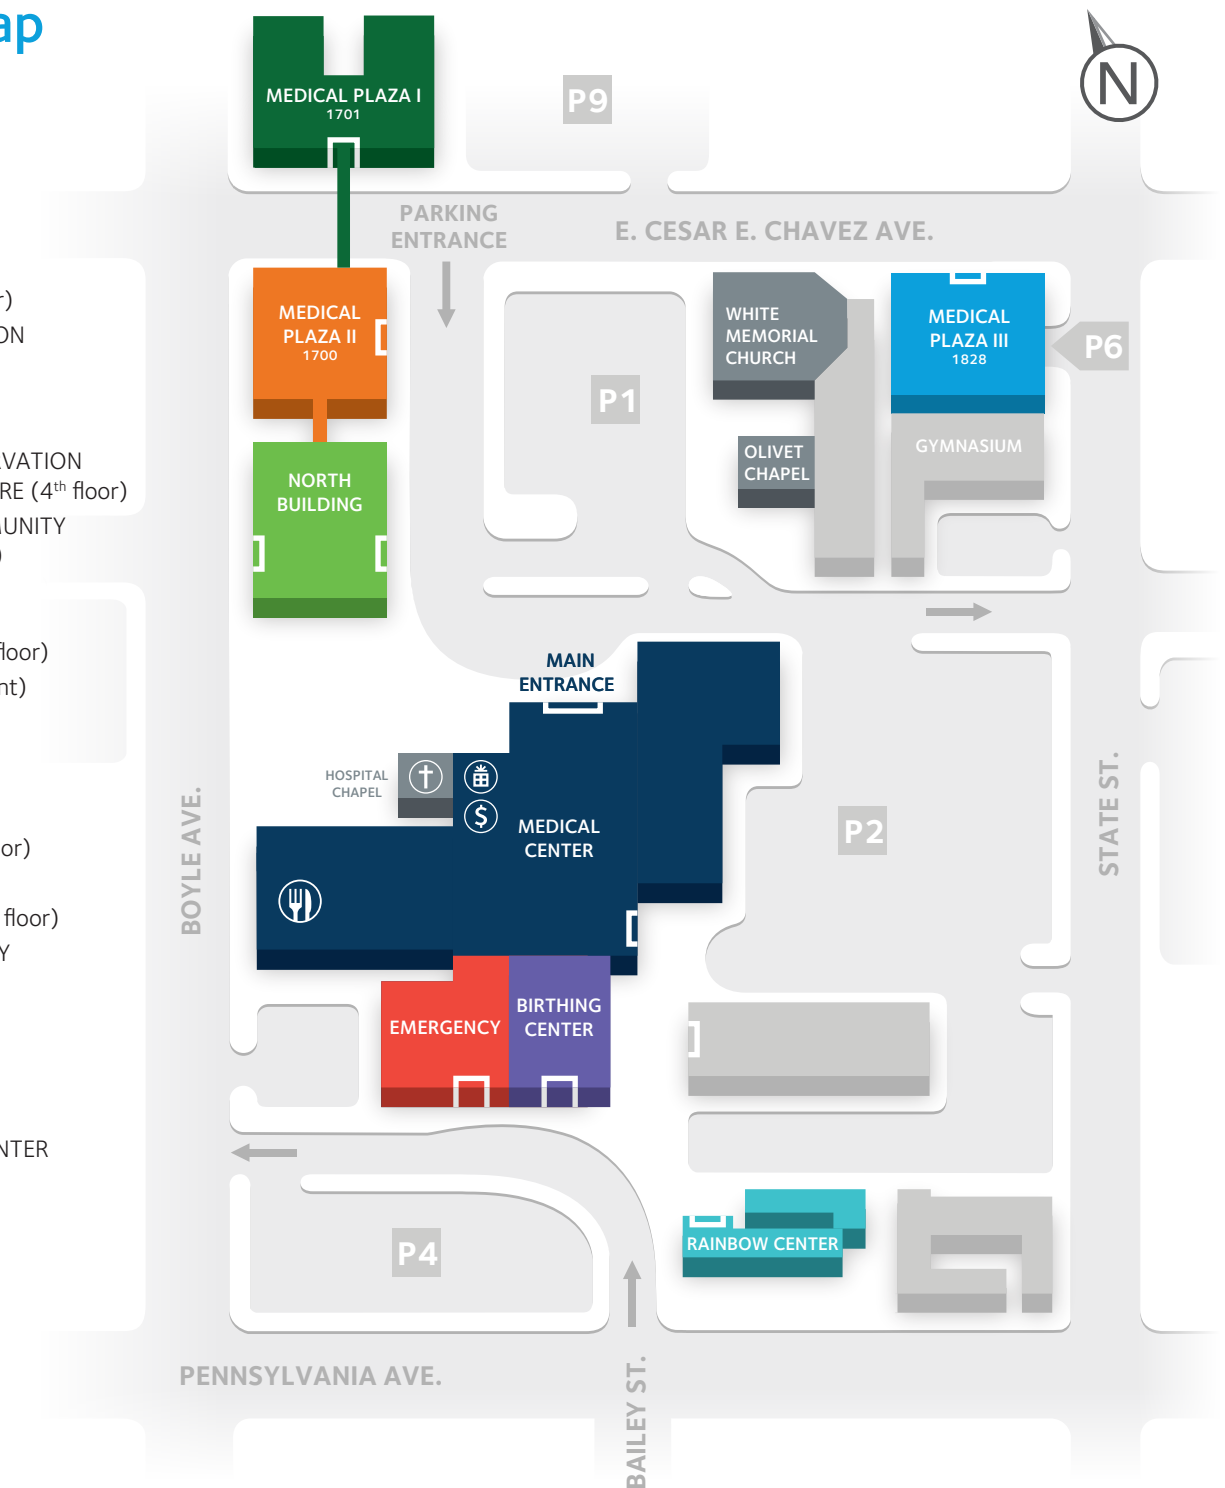 ap
N
MEDICAL PLAZA I
1701
P9
PARKING
ENTRANCE
E. CESAR E. CHAVEZ AVE.
MEDICAL
PLAZA II
1700
WHITE
MEMORIAL
CHURCH
MEDICAL
PLAZA III
1828
P6
P1
r)
ON
OLIVET
CHAPEL
GYMNASIUM
NORTH
BUILDING
RVATION
RE (4th floor)
MUNITY
)
floor)
nt)
MAIN
ENTRANCE
HOSPITAL
CHAPEL
$
MEDICAL
CENTER
P2
BOYLE AVE.
STATE ST.
or)
floor)
Y
EMERGENCY
BIRTHING
CENTER
NTER
P4
RAINBOW CENTER
PENNSYLVANIA AVE.
BAILEY ST.